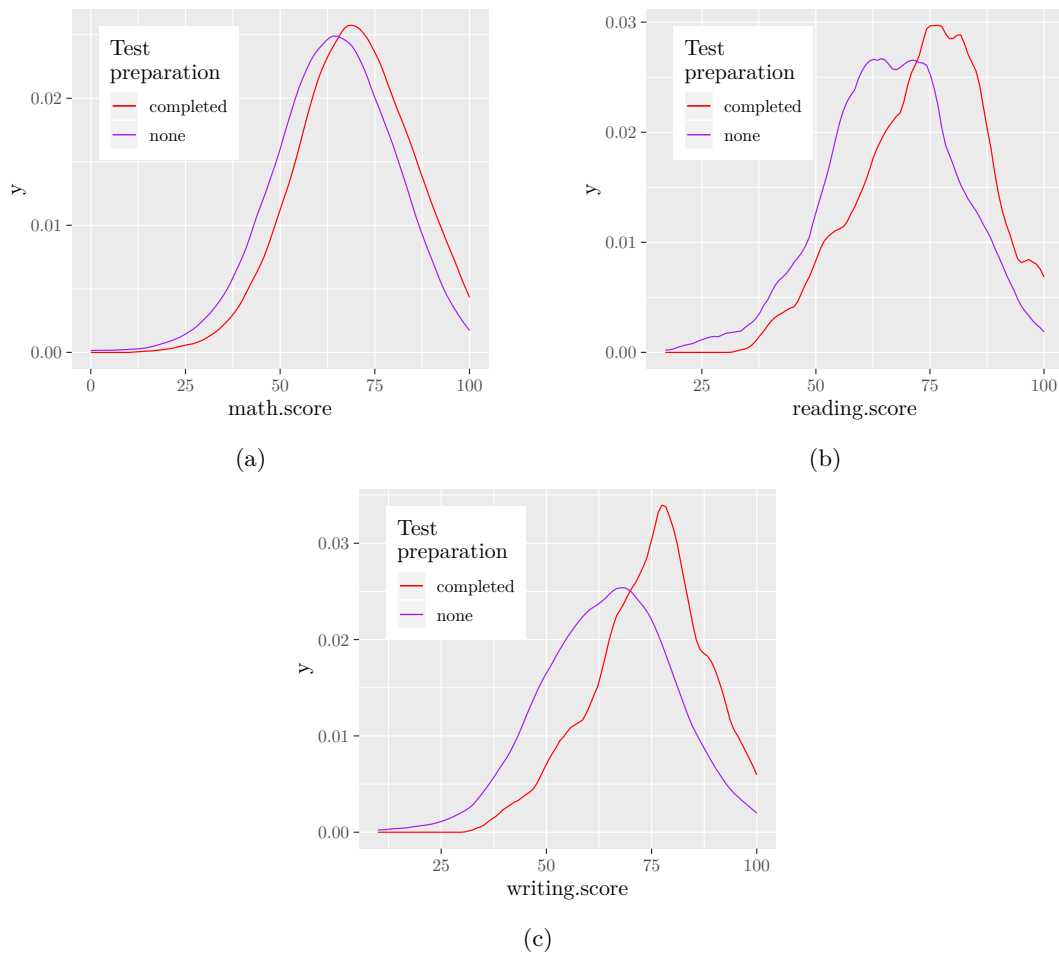 Test
preparation
completed
none
y
0.02
0.01
0.00
0 25 50 75 100
math.score
(a)
Test
preparation
completed
none
y
0.03
0.02
0.01
0.00
25 50 75 100
reading.score
(b)
Test
preparation
completed
none
y
0.03
0.02
0.01
0.00
25 50 75 100
writing.score
(c)